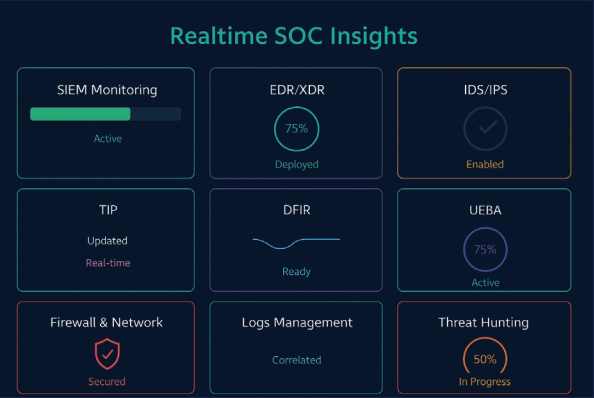 Realtime SOC Insights
SIEM Monitoring
Active
EDR/XDR
75%
Deployed
IDS/IPS
Enabled
TIP
Updated
Real-time
DFIR
Ready
UEBA
75%
Active
Firewall & Network
Secured
Logs Management
Correlated
Threat Hunting
50%
In Progress